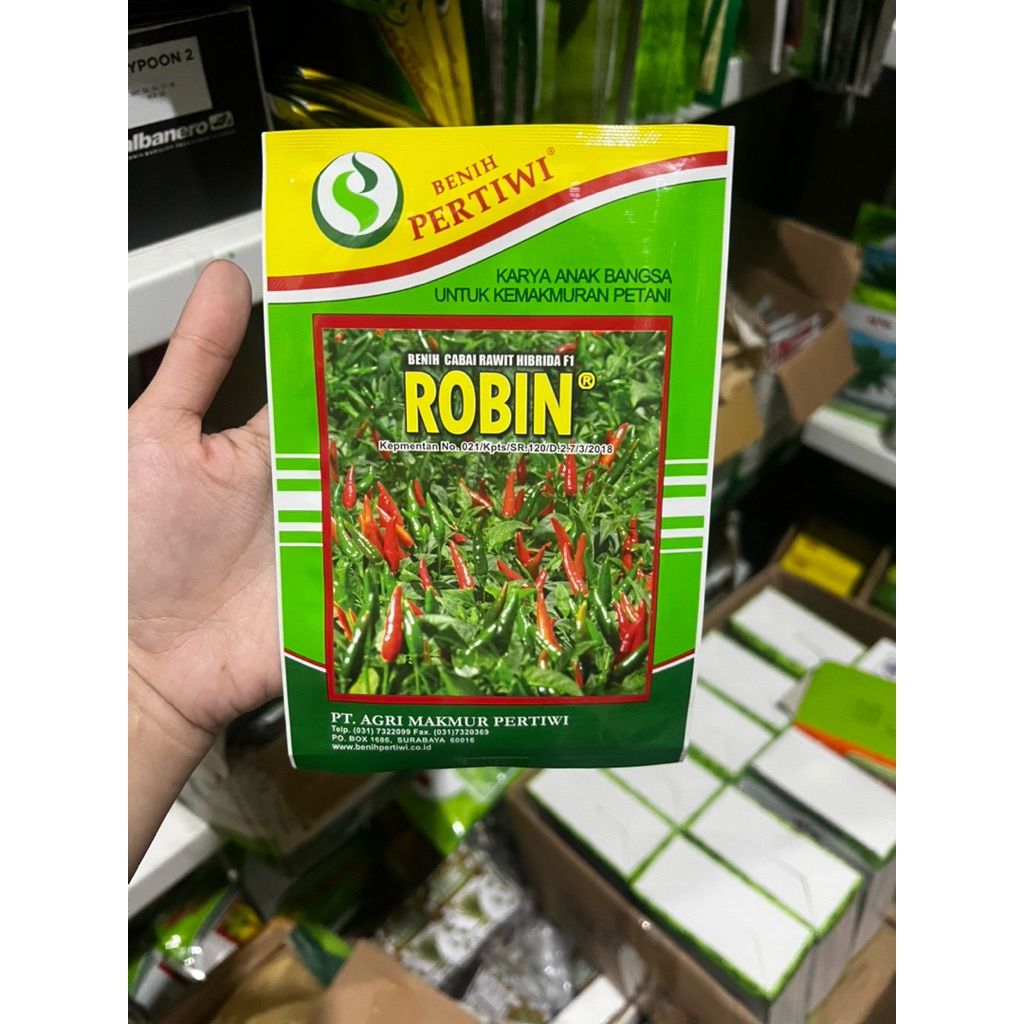 YPOON 2
albanero
BENIH
PERTIWI®
KARYA ANAK BANGSA
UNTUK KEMAKMURAN PETANI
BENIH CABAI RAWIT HIBRIDA F1
ROBIN®
Kepmentan No. 021/Kpts/SR.120/D.2.7/3/2018
PT. AGRI MAKMUR PERTIWI
Telp. (031) 7322099 Fax. (031)7320369
PO. BOX 1686, SURABAYA 60016
www.benihpertiwi.co.id